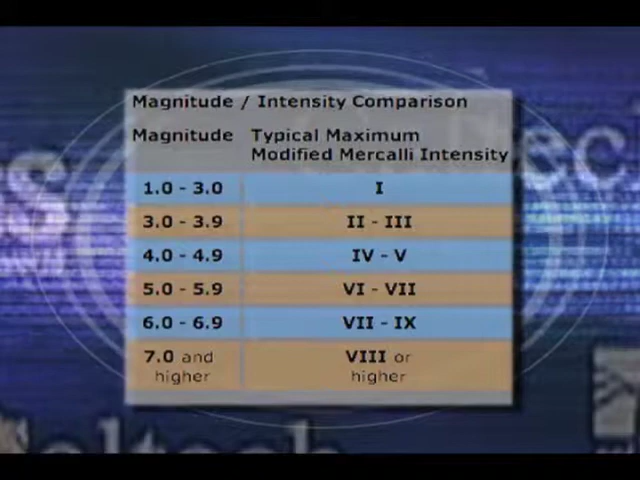 Magnitude / Intensity Comparison
Magnitude Typical Maximum
Modified Mercalli Intensity
1.0 - 3.0 I
3.0 - 3.9 II - III
4.0 - 4.9 IV - V
5.0 - 5.9 VI - VII
6.0 - 6.9 VII - IX
7.0 and higher VIII or higher